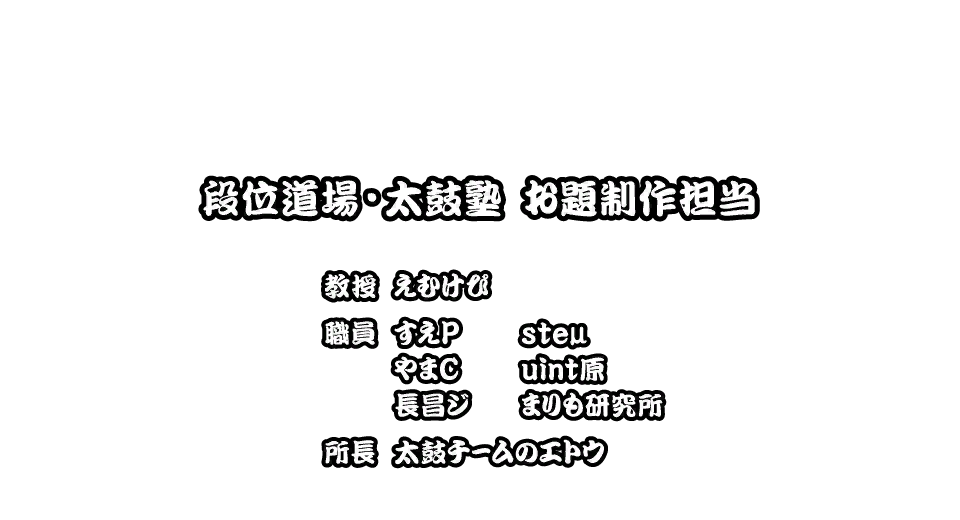 段位道場・太鼓塾 お題制作担当
教授 えむけぴ
職員 すえP steμ
やまC uint原
長昌ジ まりも研究所
所長 太鼓チームのエトウ